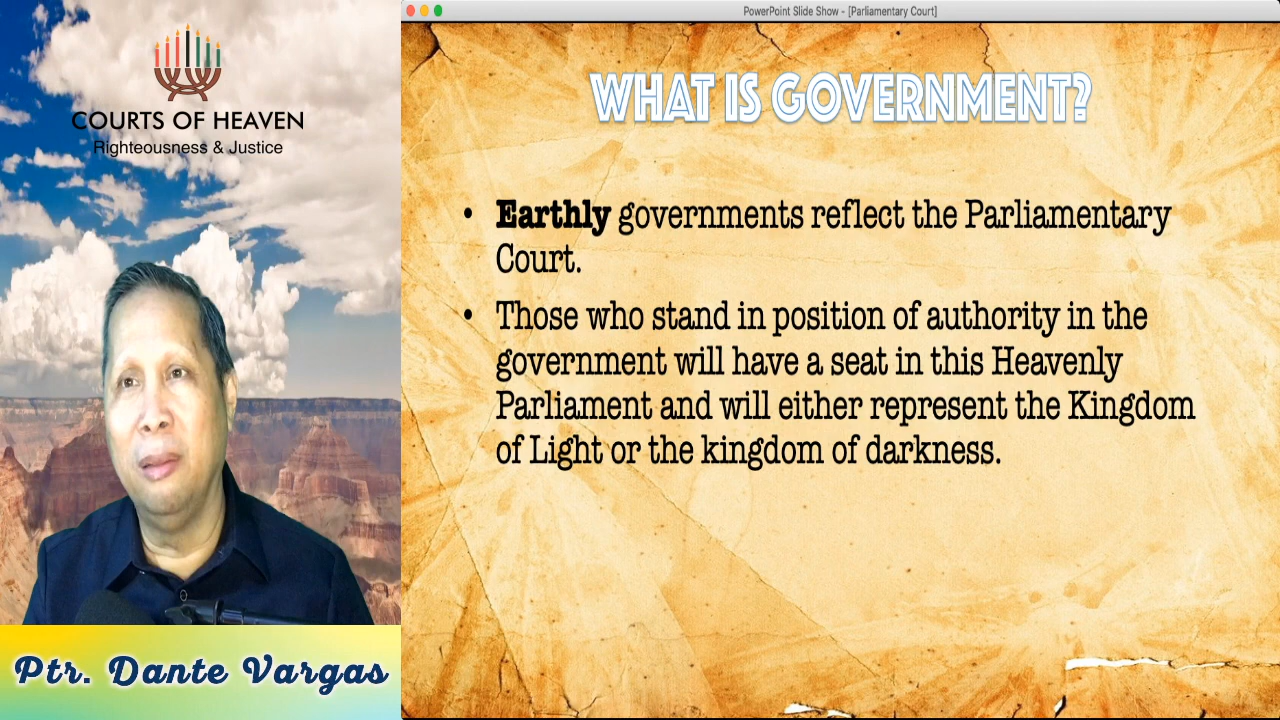 COURTS OF HEAVEN
Righteousness & Justice
Ptr. Dante Vargas
PowerPoint Slide Show - [Parliamentary Court]
WHAT IS GOVERNMENT?
• Earthly governments reflect the Parliamentary
Court.
• Those who stand in position of authority in the
government will have a seat in this Heavenly
Parliament and will either represent the Kingdom
of Light or the kingdom of darkness.